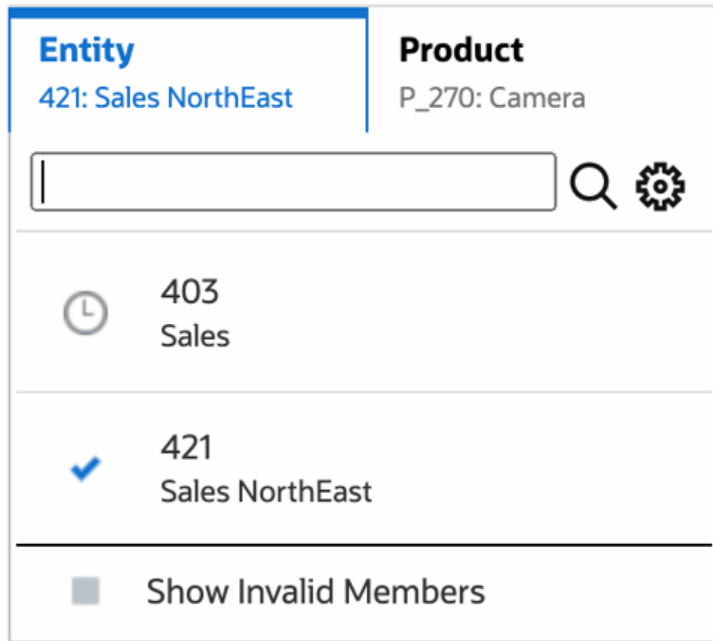 Entity
421: Sales NorthEast
Product
P_270: Camera
403
Sales
421
Sales NorthEast
Show Invalid Members